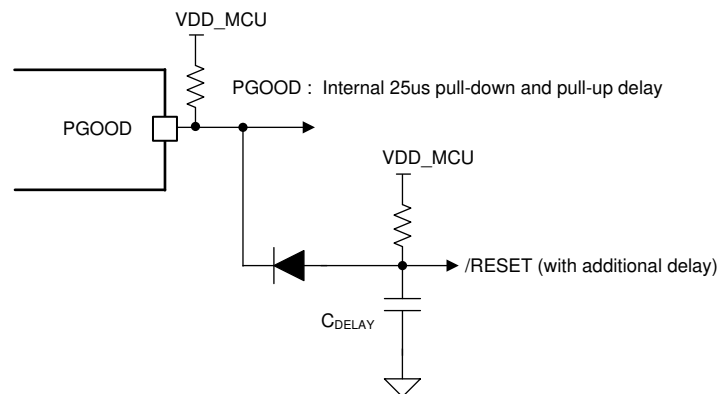 VDD_MCU
PGOOD : Internal 25us pull-down and pull-up delay
PGOOD
VDD_MCU
/RESET (with additional delay)
CDELAY